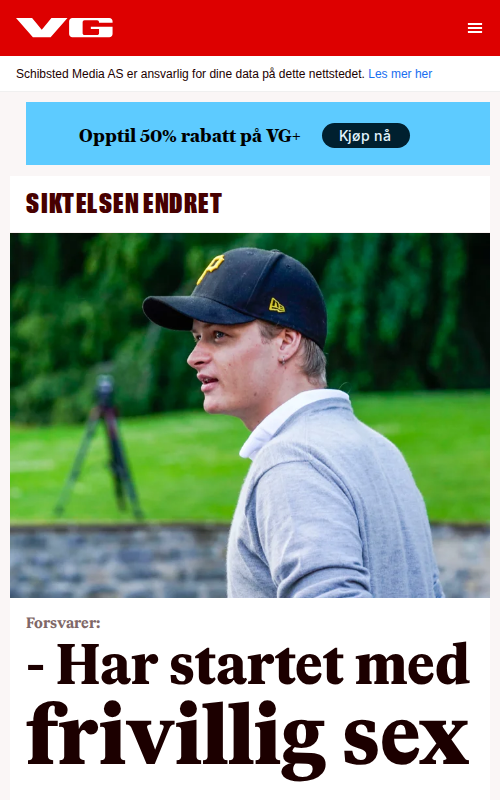 VG
Schibsted Media AS er ansvarlig for dine data på dette nettstedet. Les mer her
Opptil 50% rabatt på VG+ Kjøp nå
SIKTELSEN ENDRET
P
Forsvarer:
- Har startet med
frivillig sex